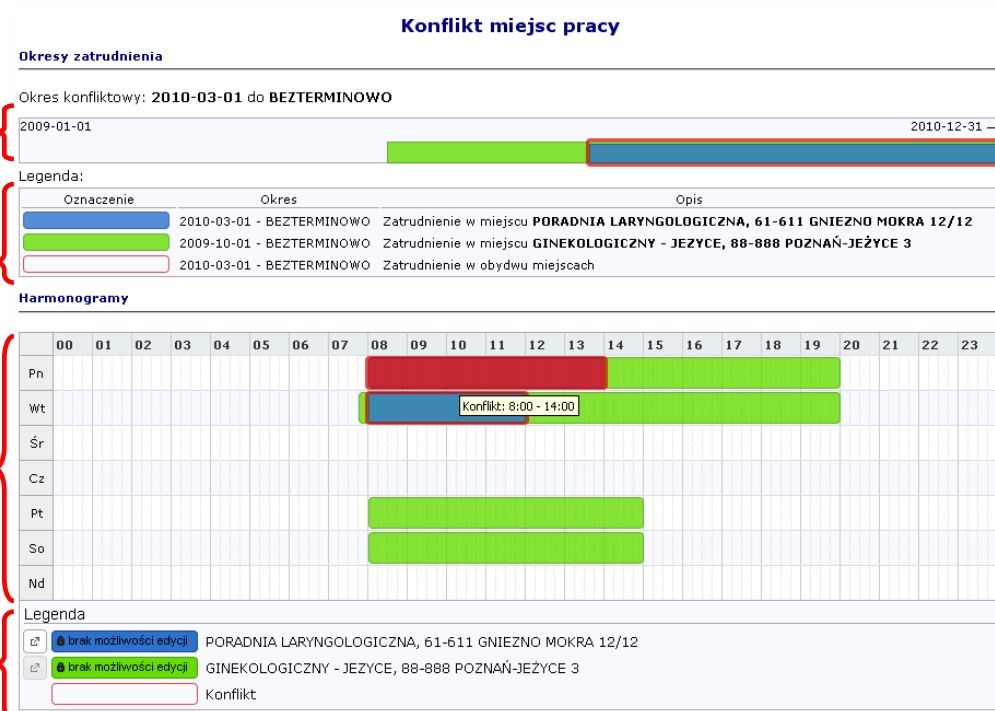 Konflikt miejsc pracy
Okresy zatrudnienia
Okres konfliktowy: 2010-03-01 do BEZTERMINOWO
2009-01-01 2010-12-31 —
Legenda:
Oznaczenie Okres Opis
2010-03-01 - BEZTERMINOWO Zatrudnienie w miejscu PORADNIA LARYNGOLOGICZNA, 61-611 GNIEZNO MOKRA 12/12
2009-10-01 - BEZTERMINOWO Zatrudnienie w miejscu GINEKOLOGICZNY - JEZYCE, 88-888 POZNAŃ-JEŻYCE 3
2010-03-01 - BEZTERMINOWO Zatrudnienie w obydwu miejscach
Harmonogramy
00 01 02 03 04 05 06 07 08 09 10 11 12 13 14 15 16 17 18 19 20 21 22 23
Pn
Wt Konflikt: 8:00 - 14:00
Śr
Cz
Pt
So
Nd
Legenda
brak możliwości edycji PORADNIA LARYNGOLOGICZNA, 61-611 GNIEZNO MOKRA 12/12
brak możliwości edycji GINEKOLOGICZNY - JEZYCE, 88-888 POZNAŃ-JEŻYCE 3
Konflikt